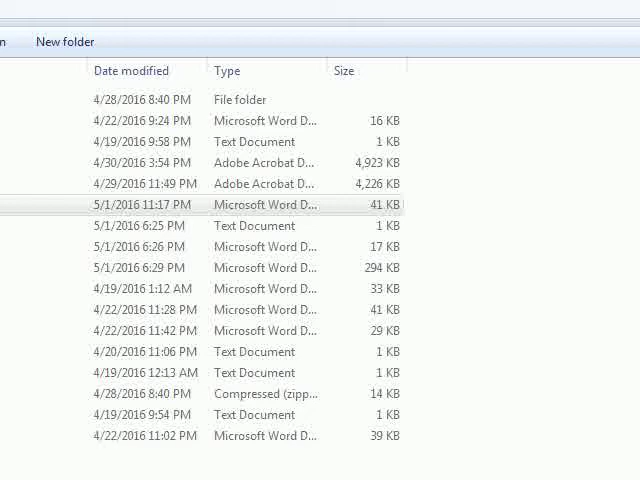 n New folder
Date modified Type Size
4/28/2016 8:40 PM File folder
4/22/2016 9:24 PM Microsoft Word D... 16 KB
4/19/2016 9:58 PM Text Document 1 KB
4/30/2016 3:54 PM Adobe Acrobat D... 4,923 KB
4/29/2016 11:49 PM Adobe Acrobat D... 4,226 KB
5/1/2016 11:17 PM Microsoft Word D... 41 KB
5/1/2016 6:25 PM Text Document 1 KB
5/1/2016 6:26 PM Microsoft Word D... 17 KB
5/1/2016 6:29 PM Microsoft Word D... 294 KB
4/19/2016 1:12 AM Microsoft Word D... 33 KB
4/22/2016 11:28 PM Microsoft Word D... 41 KB
4/22/2016 11:42 PM Microsoft Word D... 29 KB
4/20/2016 11:06 PM Text Document 1 KB
4/19/2016 12:13 AM Text Document 1 KB
4/28/2016 8:40 PM Compressed (zipp... 14 KB
4/19/2016 9:54 PM Text Document 1 KB
4/22/2016 11:02 PM Microsoft Word D... 39 KB